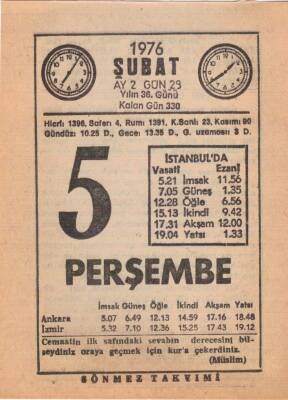 1976
ŞUBAT
AY 2 GÜN 29
Yılın 36. Günü
Kalan Gün 330
Hicri 1396, Safer: 4, Rumi 1391, K.Sanii. 23, Kasım: 90
Gündüz: 10.25 D., Gece: 13.35 D., G. uzaması: 3 D.
5
İSTANBUL'DA
Vasati Ezani
5.21 İmsak 11.56
7.05 Güneş 1.35
12.28 Öğle 6.56
15.13 İkindi 9.42
17.31 Akşam 12.00
19.04 Yatsı 1.33
PERŞEMBE
İmsak Güneş Öğle İkindi Akşam Yatsı
Ankara 5.07 6.49 12.13 14.59 17.16 18.48
İzmir 5.32 7.10 12.36 15.25 17.43 19.12
Cemaatin ilk safındaki sevabın derecesini bil-
seydiniz oraya geçmek için kur'a çekerdiniz.
(Müslim)
SÖNMEZ TAKVİMİ